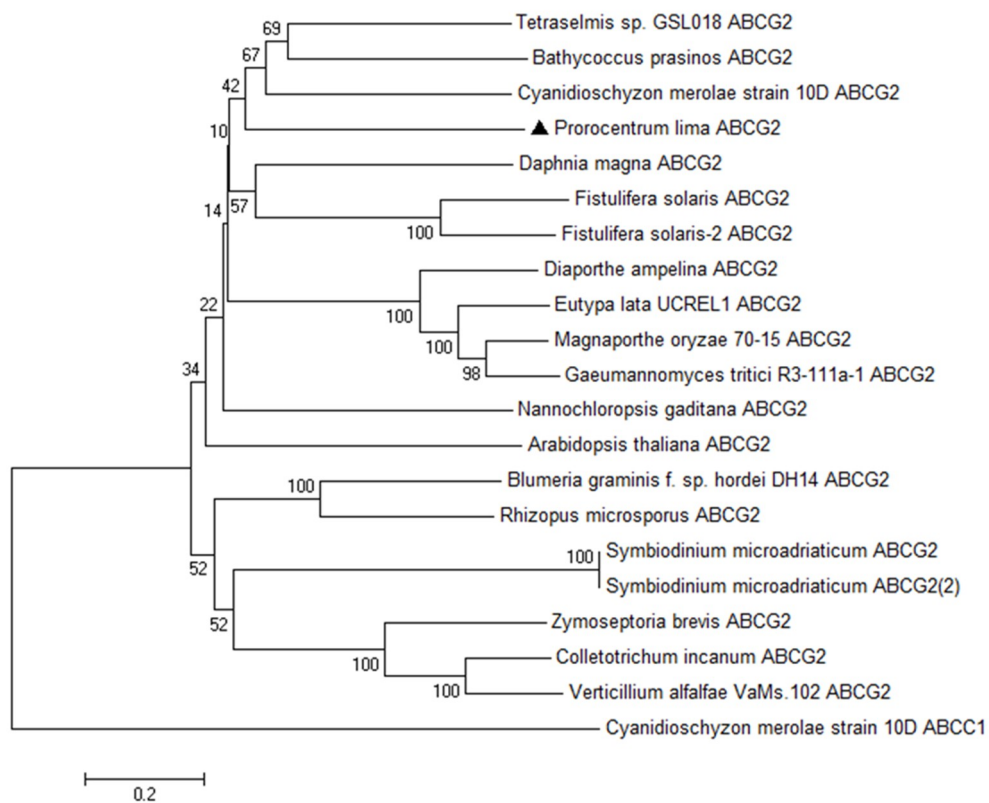 69
Tetraselmis sp. GSL018 ABCG2
67
Bathycoccus prasinos ABCG2
42
Cyanidioschyzon merolae strain 10D ABCG2
10
Prorocentrum lima ABCG2
Daphnia magna ABCG2
57
Fistulifera solaris ABCG2
14
100
Fistulifera solaris-2 ABCG2
Diaporthe ampelina ABCG2
22
100
Eutypa lata UCREL1 ABCG2
100
Magnaporthe oryzae 70-15 ABCG2
34
98
Gaeumannomyces tritici R3-111a-1 ABCG2
Nannochloropsis gaditana ABCG2
Arabidopsis thaliana ABCG2
100
Blumeria graminis f. sp. hordei DH14 ABCG2
Rhizopus microsporus ABCG2
52
100
Symbiodinium microadriaticum ABCG2
Symbiodinium microadriaticum ABCG2(2)
52
Zymoseptoria brevis ABCG2
100
Colletotrichum incanum ABCG2
100
Verticillium alfalfae VaMs.102 ABCG2
Cyanidioschyzon merolae strain 10D ABCC1
0.2